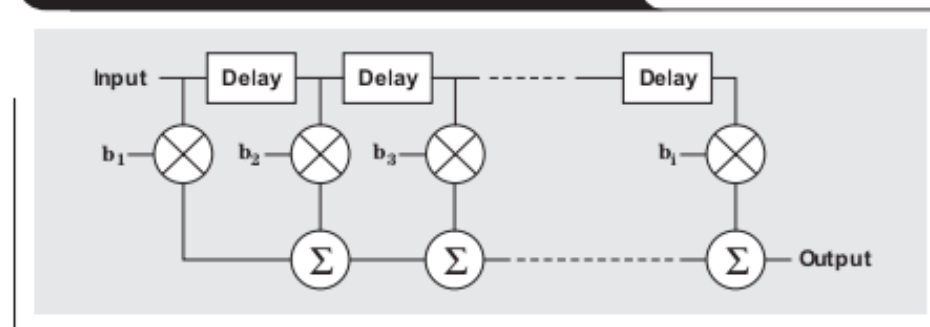 Input Delay Delay Delay
b₁ b₂ b₃ bᵢ
Σ Σ Σ Output